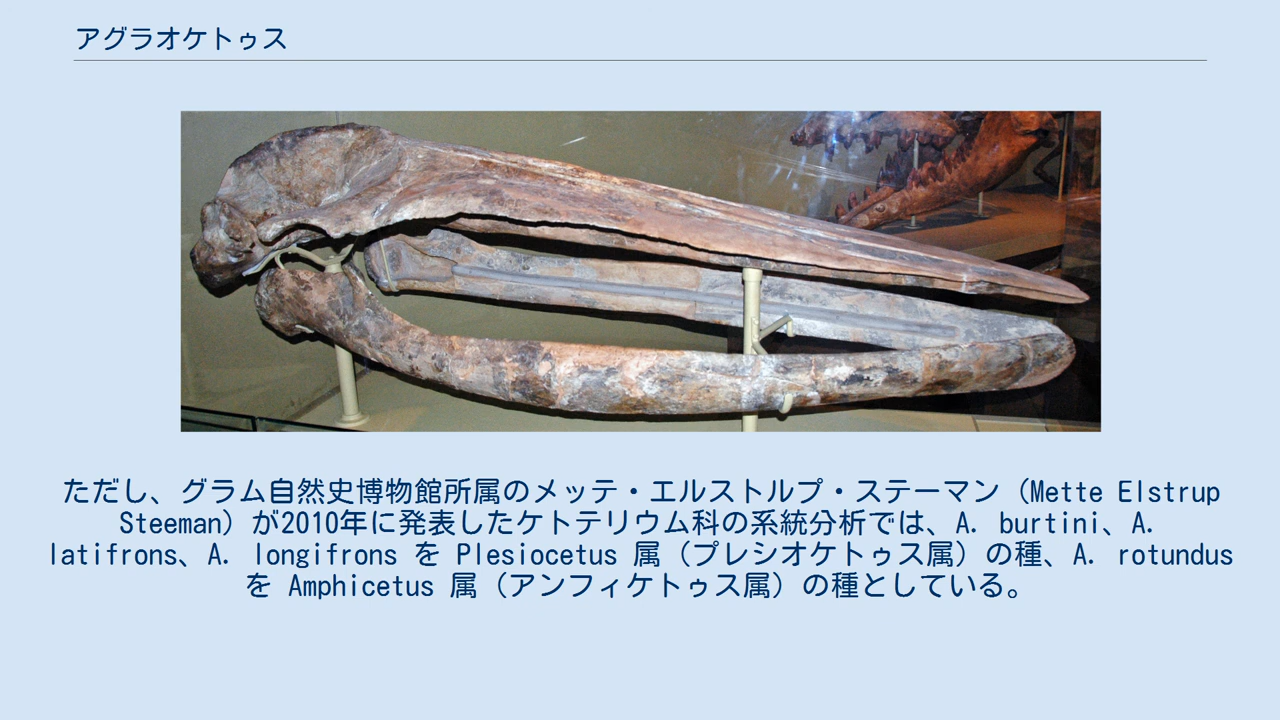 アグラオケトゥス
ただし、グラム自然史博物館所属のメッテ・エルストルプ・ステーマン（Mette Elstrup
Steeman）が2010年に発表したケトテリウム科の系統分析では、A. burtini、A.
latifrons、A. longifrons を Plesiocetus 属（プレシオケトゥス属）の種、A. rotundus
を Amphicetus 属（アンフィケトゥス属）の種としている。